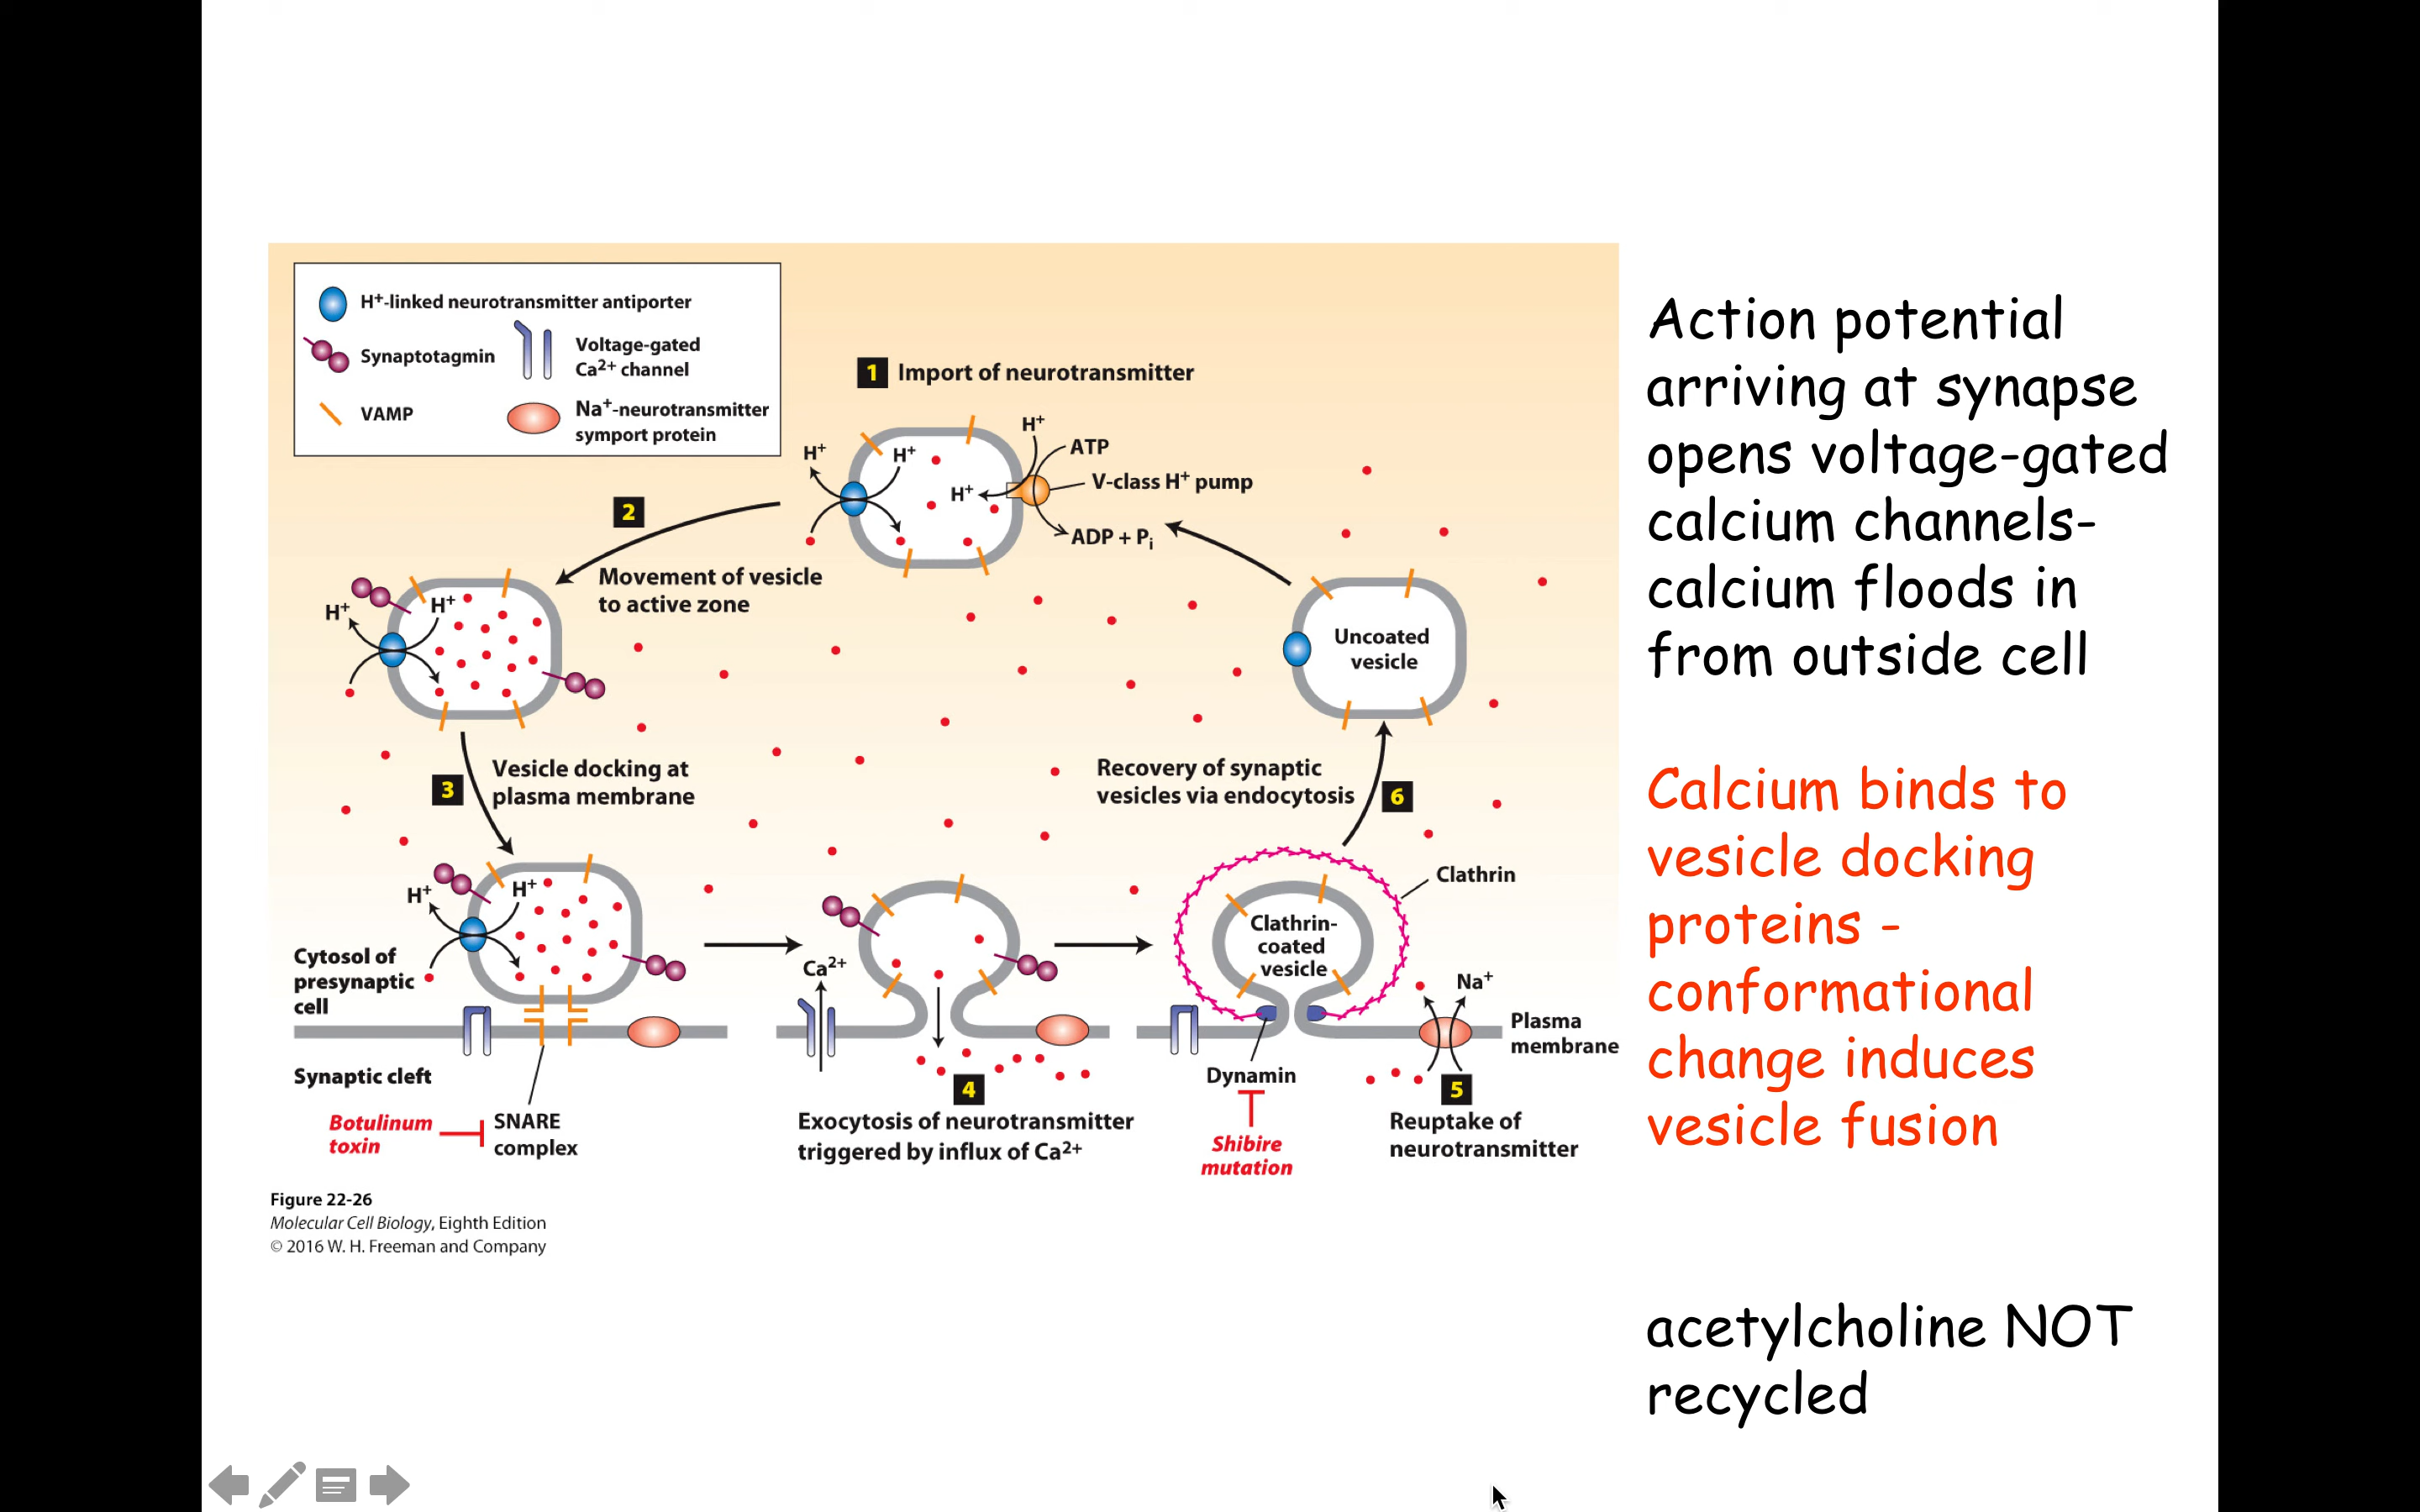 H+-linked neurotransmitter antiporter
Synaptotagmin
Voltage-gated
Ca2+ channel
VAMP
Na+-neurotransmitter
symport protein
1 Import of neurotransmitter
H+
H+
H+
ATP
H+
V-class H+ pump
ADP + Pi
2
Movement of vesicle
to active zone
H+
H+
Uncoated
vesicle
3
Vesicle docking at
plasma membrane
Recovery of synaptic
vesicles via endocytosis
6
H+
H+
Clathrin
Clathrin-
coated
vesicle
Cytosol of
presynaptic
cell
Ca2+
Na+
Plasma
membrane
Synaptic cleft
Botulinum
toxin
SNARE
complex
4
Exocytosis of neurotransmitter
triggered by influx of Ca2+
Dynamin
Shibire
mutation
5
Reuptake of
neurotransmitter
Figure 22-26
Molecular Cell Biology, Eighth Edition
© 2016 W. H. Freeman and Company
Action potential
arriving at synapse
opens voltage-gated
calcium channels-
calcium floods in
from outside cell
Calcium binds to
vesicle docking
proteins -
conformational
change induces
vesicle fusion
acetylcholine NOT
recycled